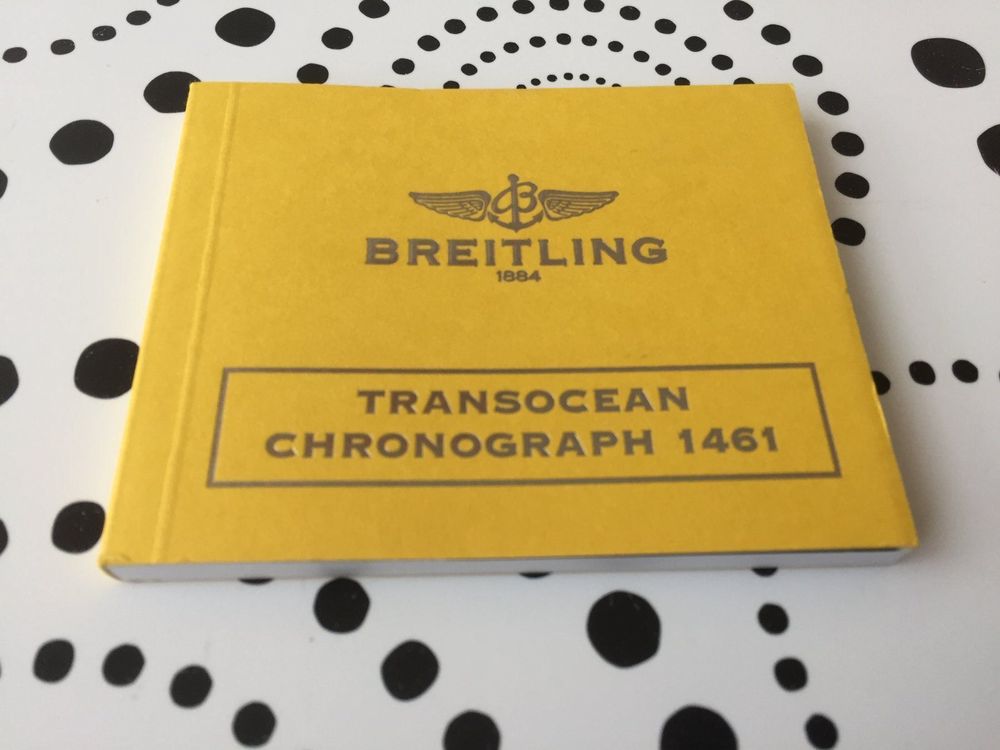 BREITLING
1884
TRANSOCEAN
CHRONOGRAPH 1461